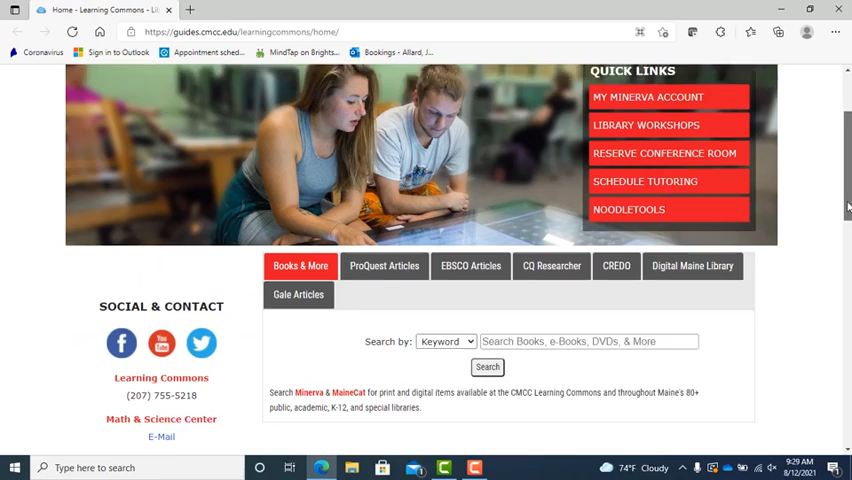 Home - Learning Commons - Lib
https://guides.cmcc.edu/learningcommons/home/
Coronavirus
Sign in to Outlook
Appointment sched...
MindTap on Brights...
Bookings - Allard, J...
QUICK LINKS
MY MINERVA ACCOUNT
LIBRARY WORKSHOPS
RESERVE CONFERENCE ROOM
SCHEDULE TUTORING
NOODLETOOLS
Books & More
ProQuest Articles
EBSCO Articles
CQ Researcher
CREDO
Digital Maine Library
Gale Articles
SOCIAL & CONTACT
You
Tube
Learning Commons
(207) 755-5218
Math & Science Center
E-Mail
Search by: Keyword Search Books, e-Books, DVDs, & More
Search
Search Minerva & MaineCat for print and digital items available at the CMCC Learning Commons and throughout Maine's 80+
public, academic, K-12, and special libraries.
Type here to search
1
74°F Cloudy
9:29 AM
8/12/2021
1